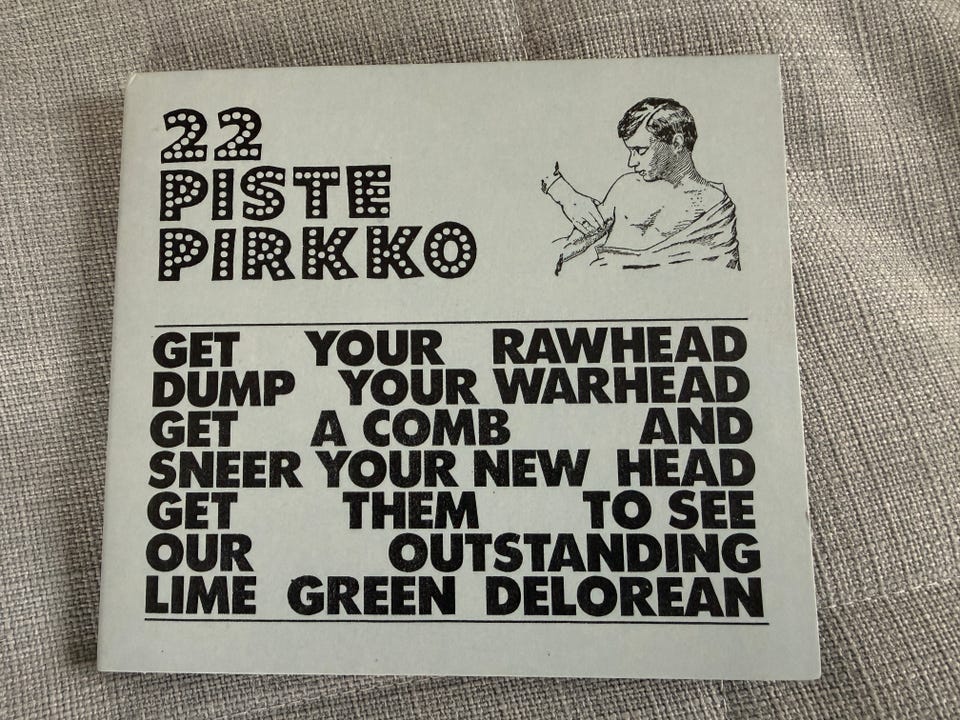 22
PISTE
PIRKKO
GET YOUR RAWHEAD
DUMP YOUR WARHEAD
GET A COMB AND
SNEER YOUR NEW HEAD
GET THEM TO SEE
OUR OUTSTANDING
LIME GREEN DELOREAN